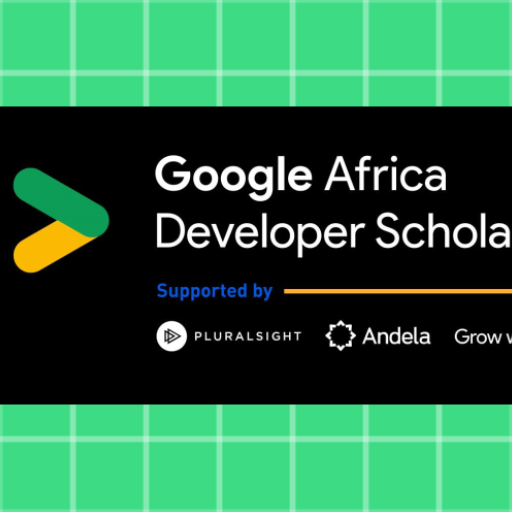 Google Africa
Developer Schola
Supported by
PLURALSIGHT Andela Grow w